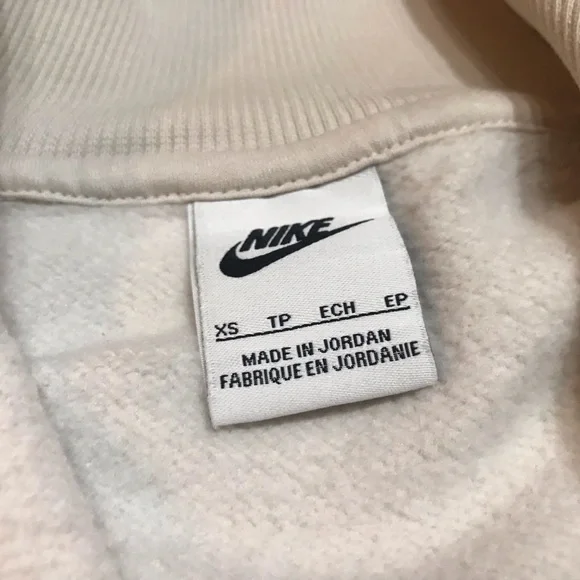 NIKE
XS TP ECH EP
MADE IN JORDAN
FABRIQUE EN JORDANIE